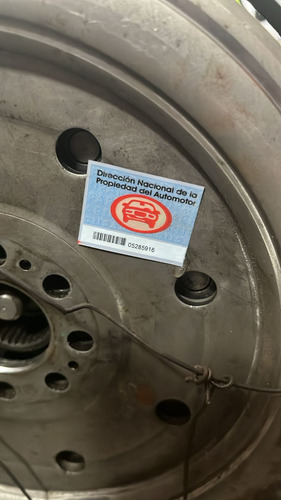 Dirección Nacional de la
Propiedad del Automotor
05285916